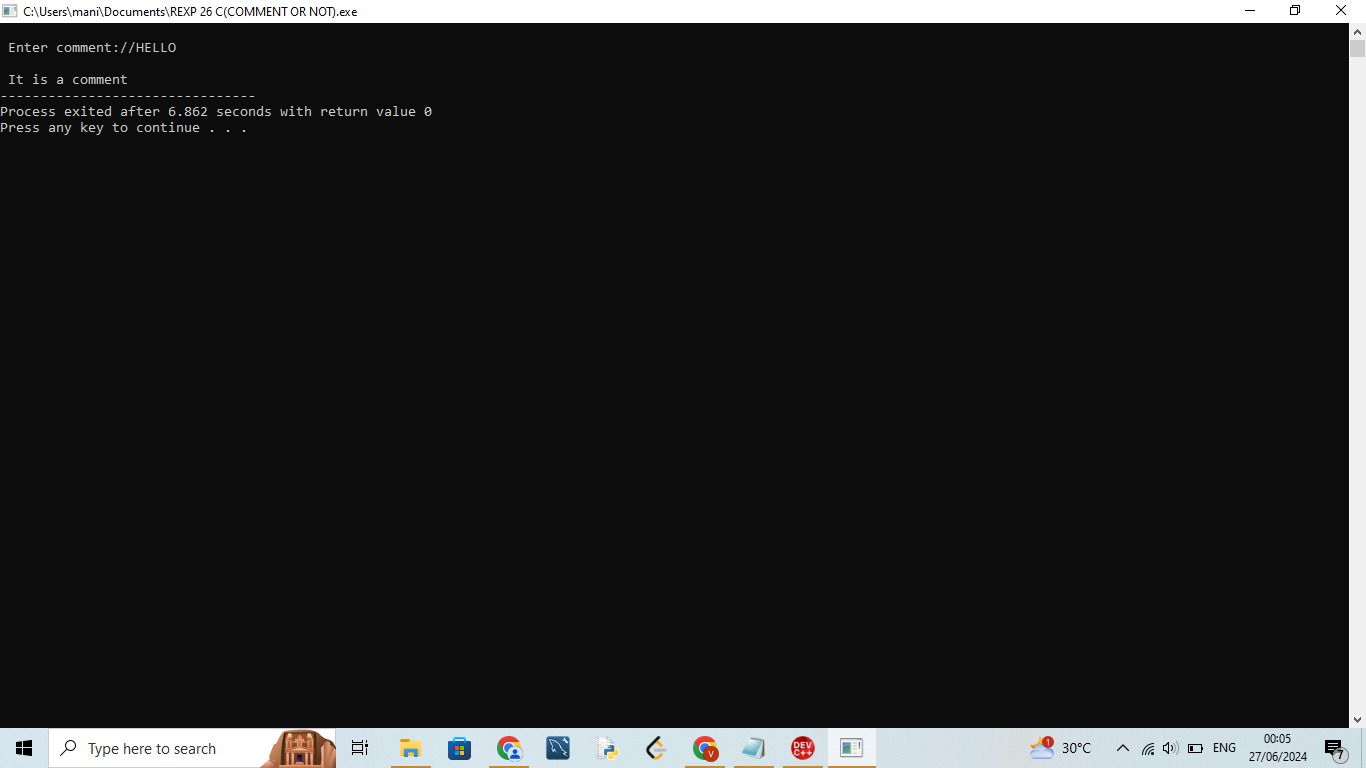 C:\Users\mani\Documents\REXP 26 C(COMMENT OR NOT).exe
Enter comment://HELLO
It is a comment
--------------------------------
Process exited after 6.862 seconds with return value 0
Press any key to continue . . .
Type here to search
V
DEV
C++
1
30°C
ENG
00:05
27/06/2024
7